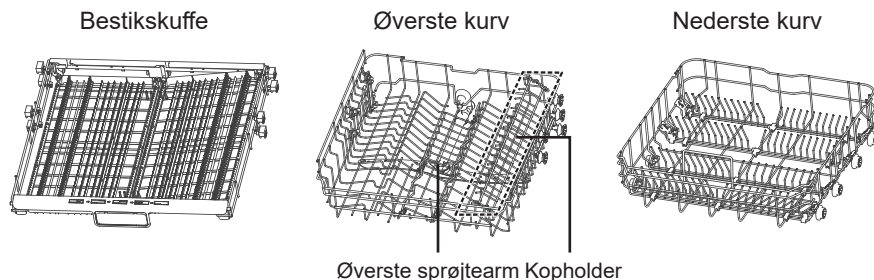 Bestikskuffe Øverste kurv Nederste kurv
Øverste sprøjtearm Kopholder